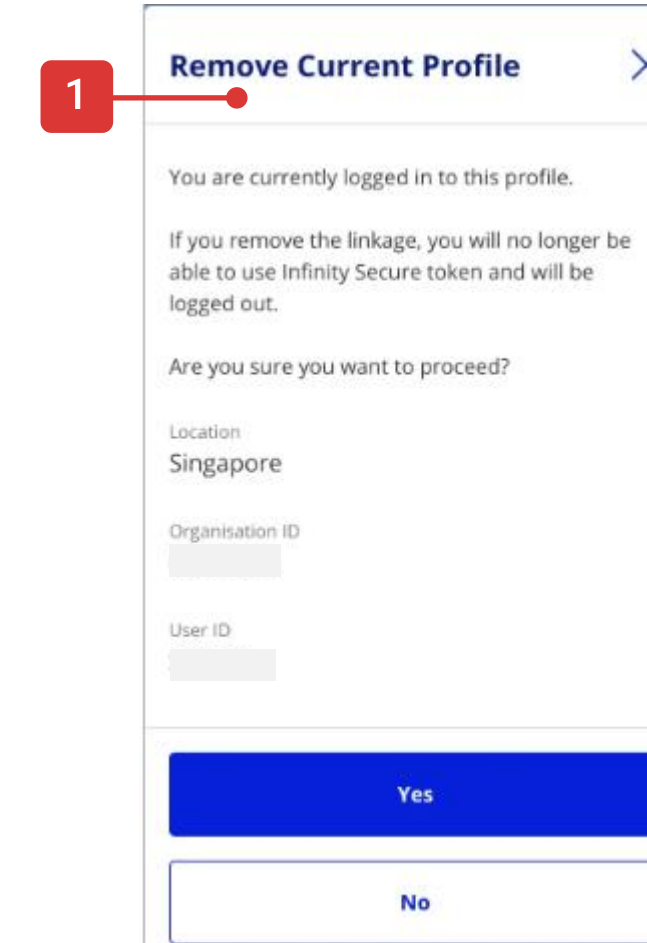 Remove Current Profile
1
You are currently logged in to this profile.
If you remove the linkage, you will no longer be
able to use Infinity Secure token and will be
logged out.
Are you sure you want to proceed?
Location
Singapore
Organisation ID
User ID
Yes
No